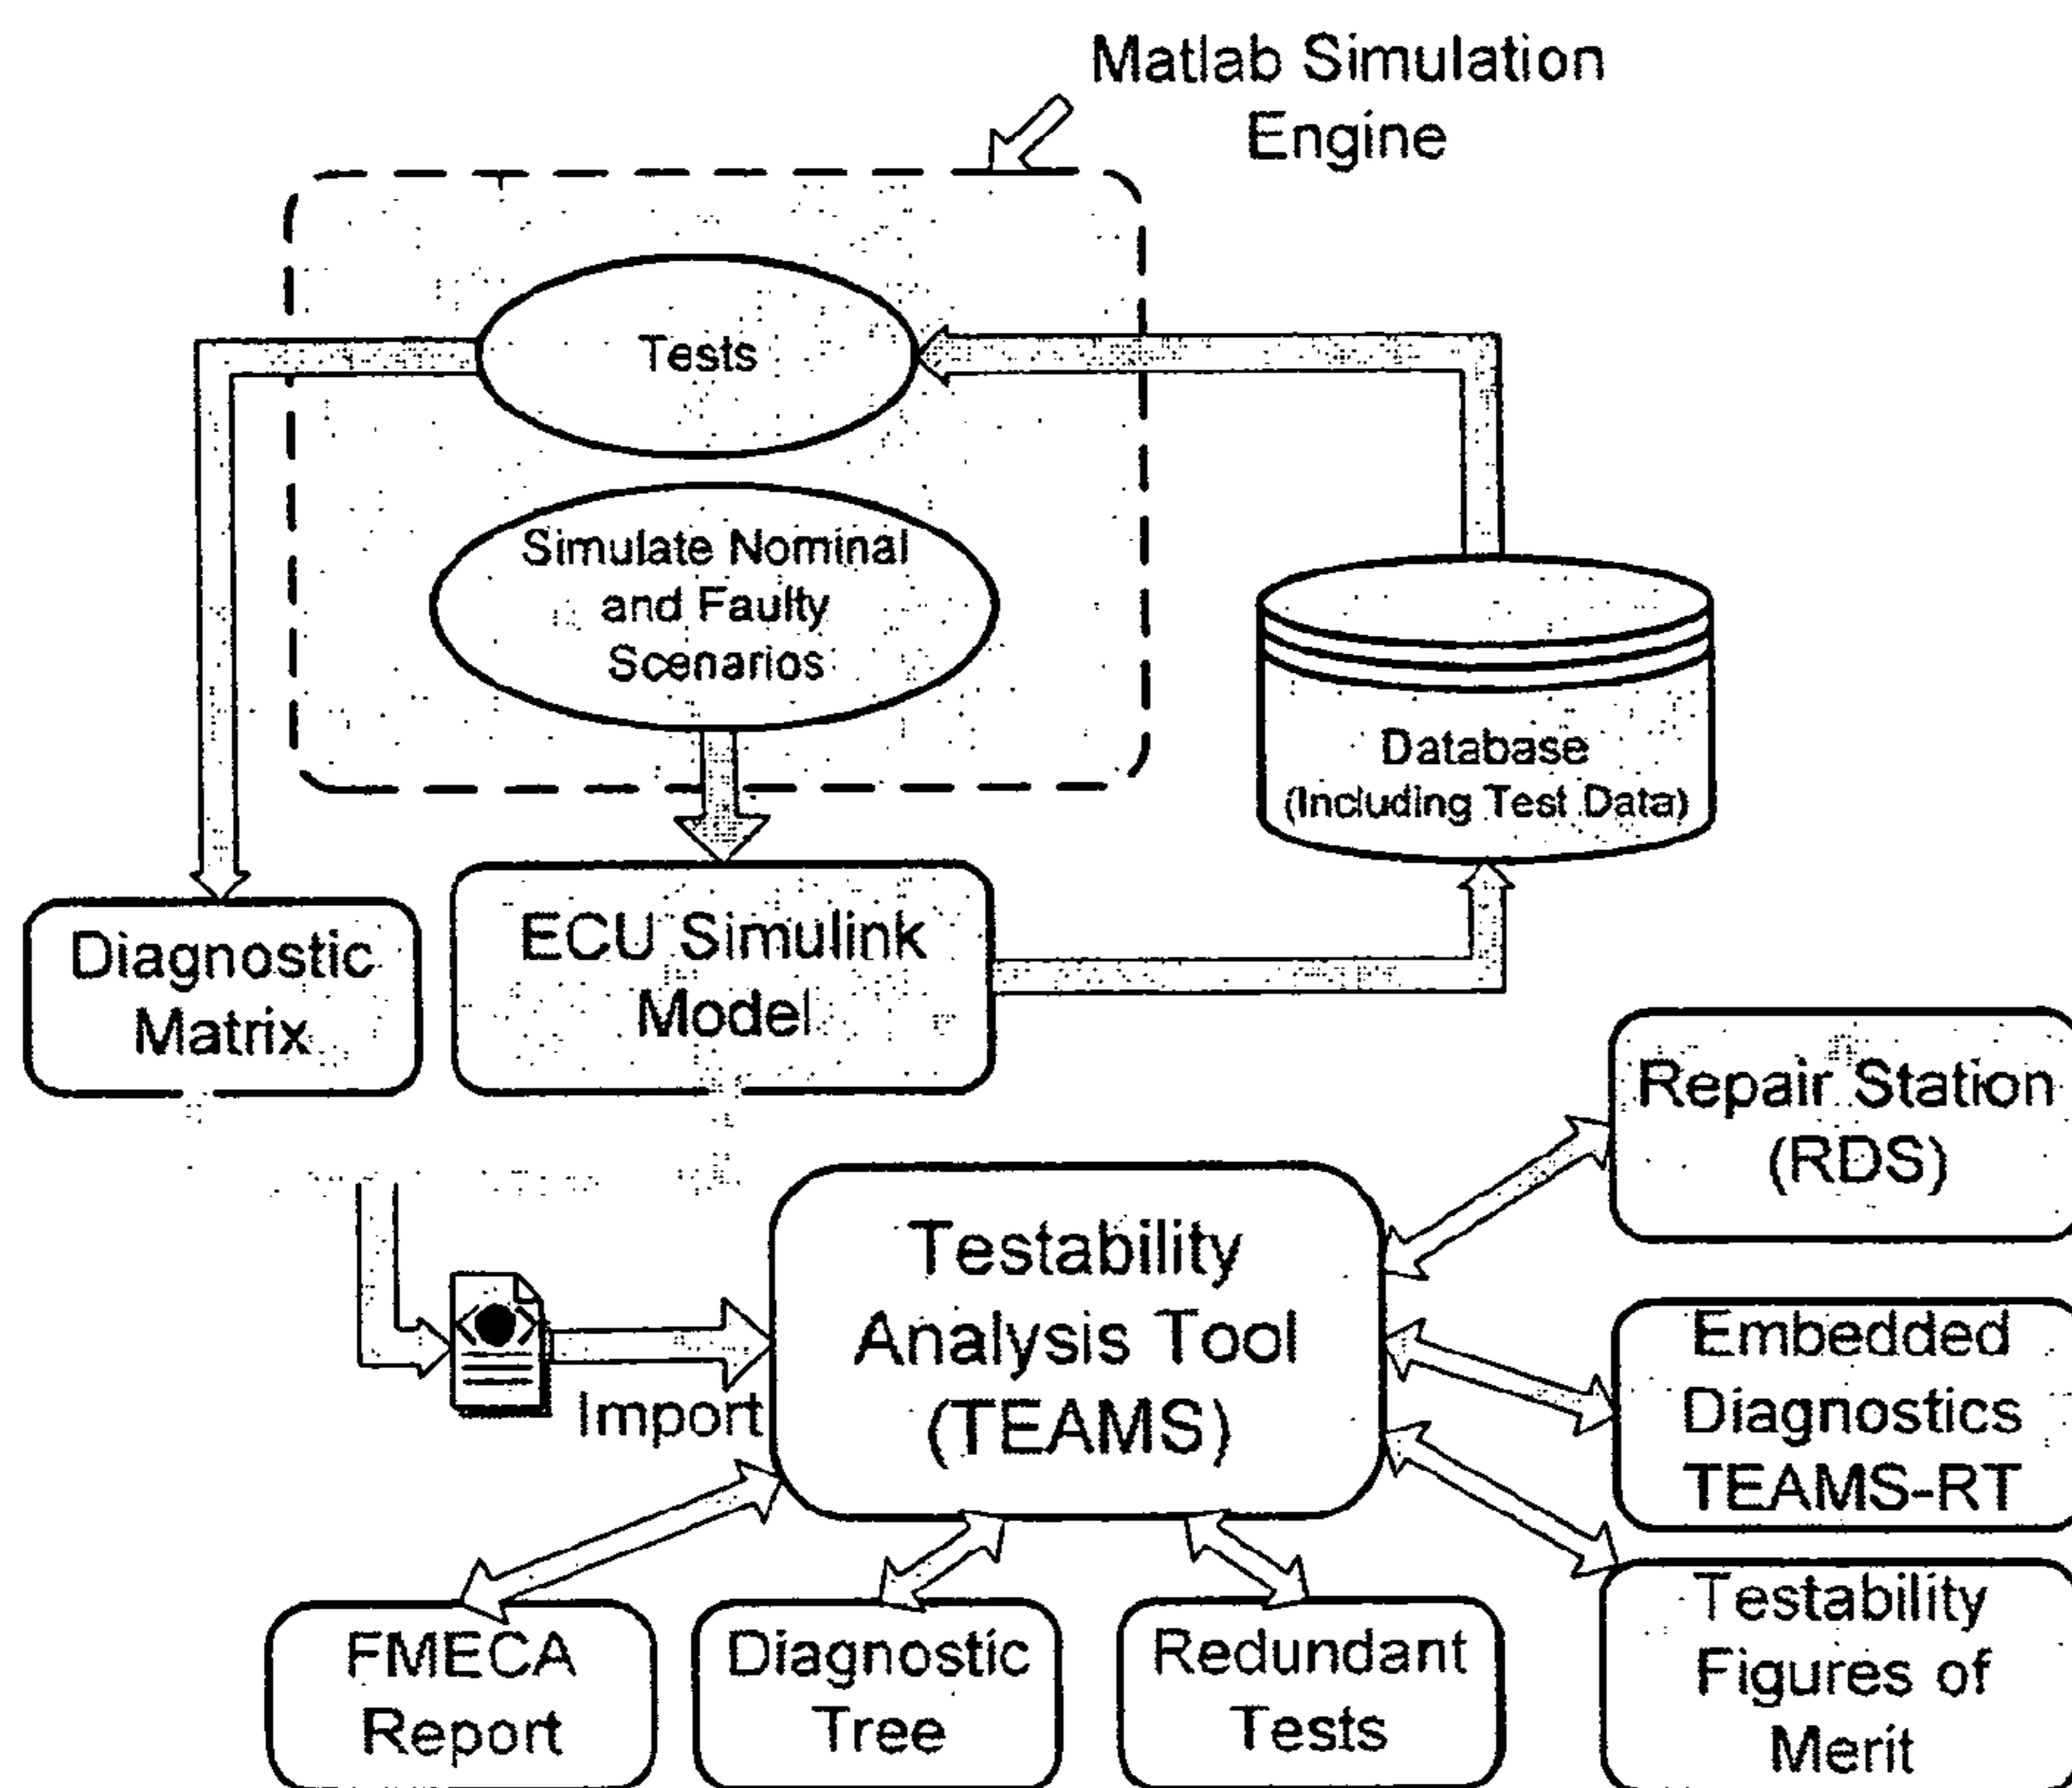 Matlab Simulation
Engine
Tests
Simulate Nominal
and Faulty
Scenarios
Database
(Including Test Data)
Diagnostic
Matrix
ECU Simulink
Model
Repair Station
(RDS)
Testability
Analysis Tool
(TEAMS)
Import
Embedded
Diagnostics
TEAMS-RT
FMECA
Report
Diagnostic
Tree
Redundant
Tests
Testability
Figures of
Merit